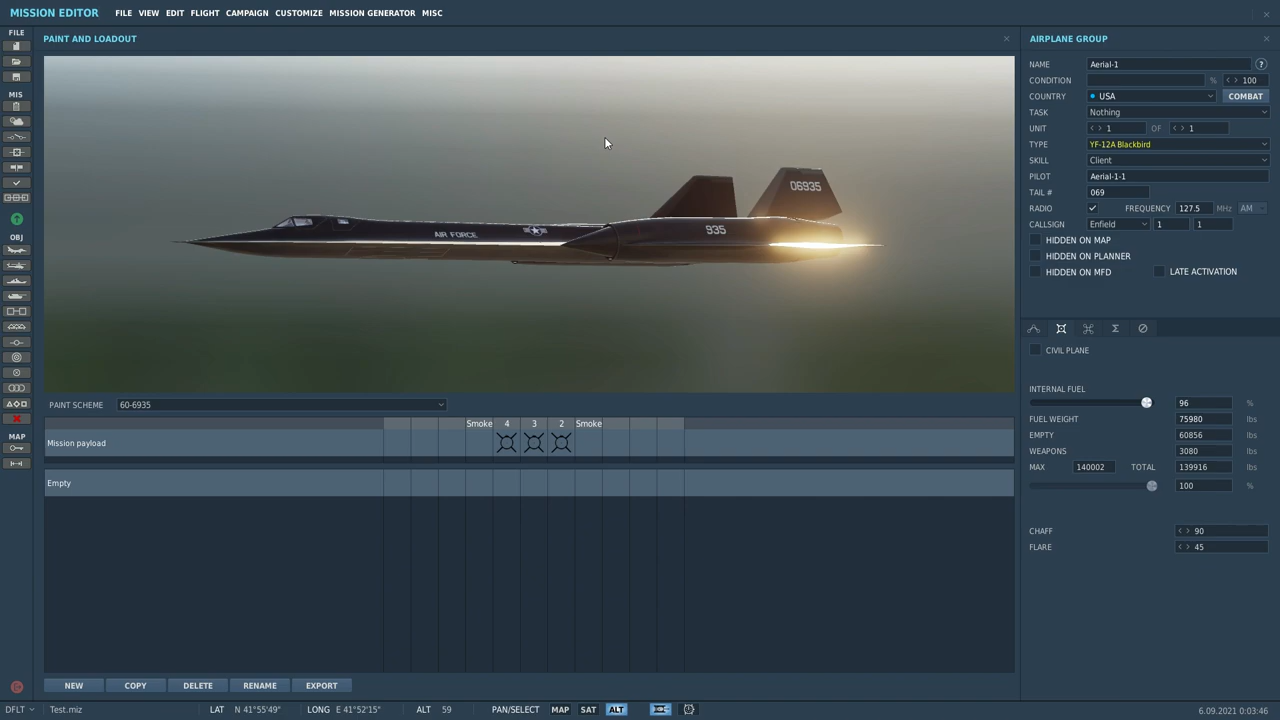 MISSION EDITOR FILE VIEW EDIT FLIGHT CAMPAIGN CUSTOMIZE MISSION GENERATOR MISC
FILE
MIS
OBJ
MAP
PAINT AND LOADOUT
AIR FORCE
935
06935
PAINT SCHEME 60-6935
Smoke 4 3 2 Smoke
Mission payload
Empty
NEW COPY DELETE RENAME EXPORT
AIRPLANE GROUP
NAME Aerial-1 ?
CONDITION % 100
COUNTRY USA COMBAT
TASK Nothing
UNIT 1 OF 1
TYPE YF-12A Blackbird
SKILL Client
PILOT Aerial-1-1
TAIL # 069
RADIO FREQUENCY 127.5 MHz AM
CALLSIGN Enfield 1 1
HIDDEN ON MAP
HIDDEN ON PLANNER
HIDDEN ON MFD LATE ACTIVATION
CIVIL PLANE
INTERNAL FUEL 96 %
FUEL WEIGHT 75980 lbs
EMPTY 60856 lbs
WEAPONS 3080 lbs
MAX 140002 TOTAL 139916 lbs
100 %
CHAFF 90
FLARE 45
DFLT Test.miz LAT N 41°55'49" LONG E 41°52'15" ALT 59 PAN/SELECT MAP SAT ALT 6.09.2021 0:03:46